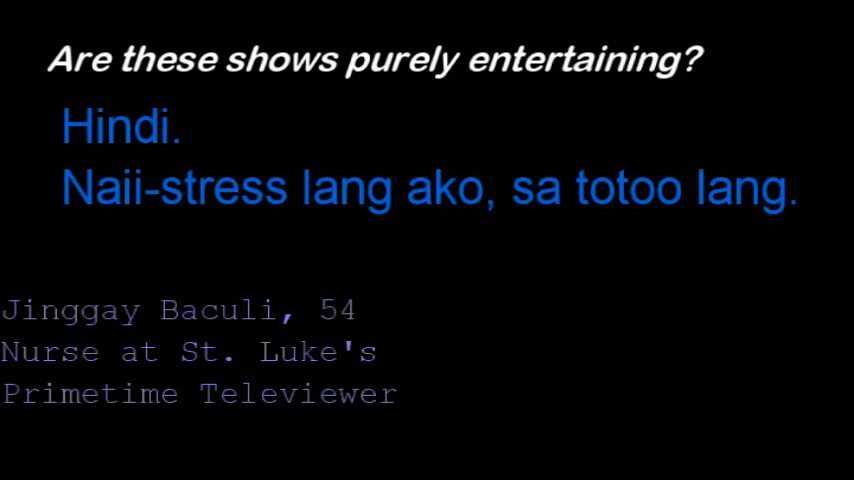 Are these shows purely entertaining?
Hindi.
Naii-stress lang ako, sa totoo lang.
Jinggay Baculi, 54
Nurse at St. Luke's
Primetime Televiewer